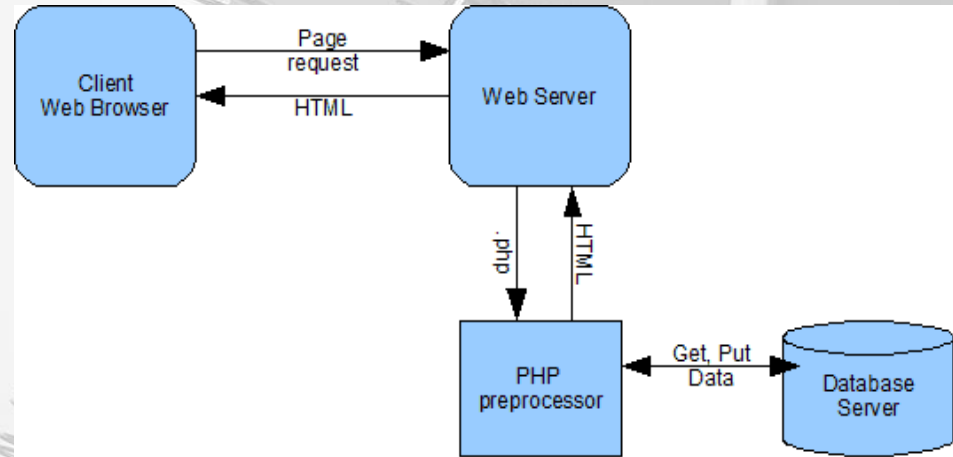 Client
Web Browser
Page
request
HTML
Web Server
.php
HTML
PHP
preprocessor
Get, Put
Data
Database
Server